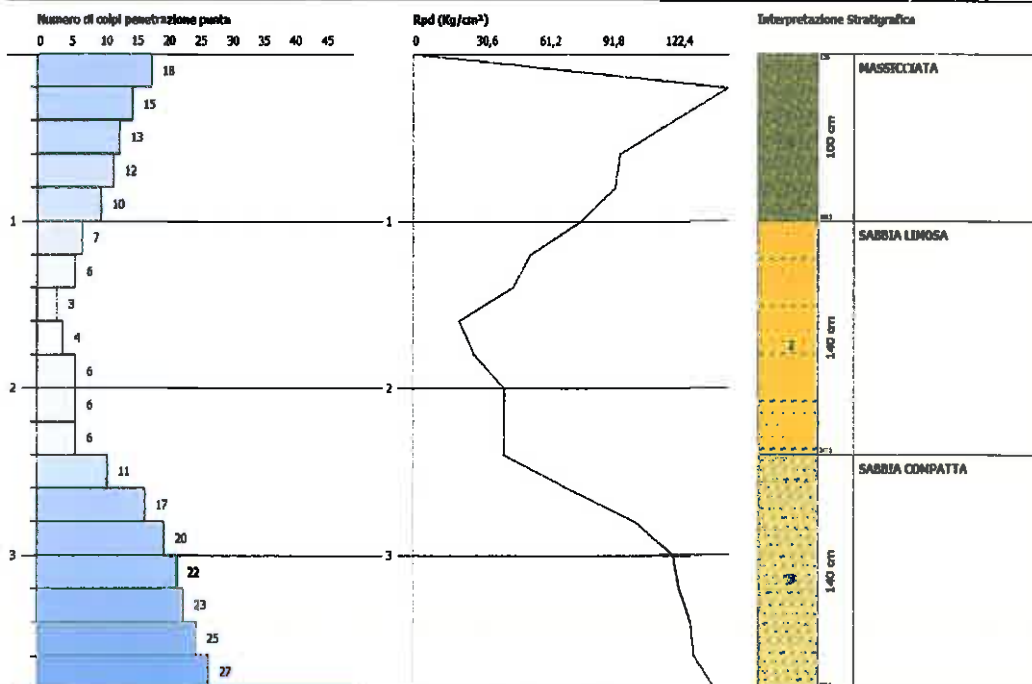 Numero di colpi penetrazione punta
0 5 10 15 20 25 30 35 40 45
18
15
13
12
10
1
7
6
3
4
6
2
6
6
11
17
20
3
22
23
25
27
Rpd (Kg/cm²)
0 30,6 61,2 91,8 122,4
1
2
3
Interpretazione Stratigrafica
100 cm
MASSICCIATA
140 cm
SABBIA LIMOSA
140 cm
SABBIA COMPATTA